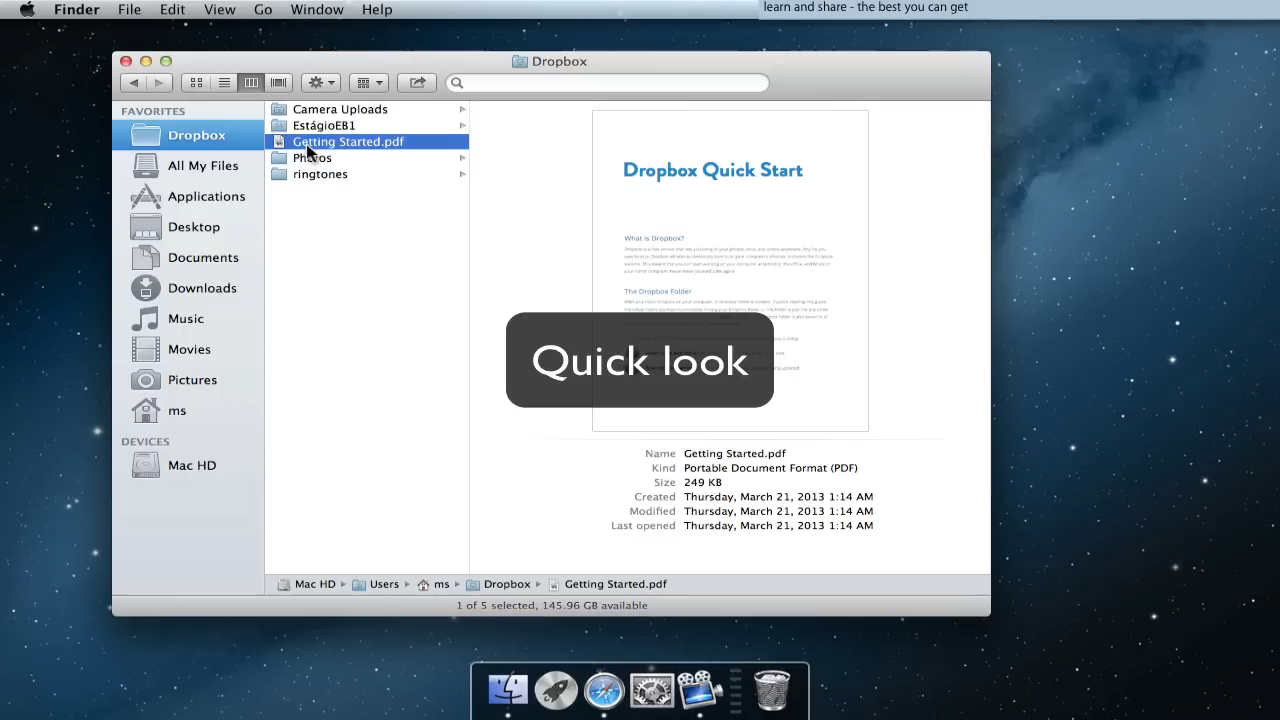 Finder File Edit View Go Window Help
learn and share - the best you can get
Dropbox
FAVORITES
Dropbox
All My Files
Applications
Desktop
Documents
Downloads
Music
Movies
Pictures
ms
DEVICES
Mac HD
Camera Uploads
EstágioEB1
Getting Started.pdf
Photos
ringtones
Dropbox Quick Start
What is Dropbox?
The Dropbox Folder
Quick look
Name Getting Started.pdf
Kind Portable Document Format (PDF)
Size 249 KB
Created Thursday, March 21, 2013 1:14 AM
Modified Thursday, March 21, 2013 1:14 AM
Last opened Thursday, March 21, 2013 1:14 AM
Mac HD Users ms Dropbox Getting Started.pdf
1 of 5 selected, 145.96 GB available